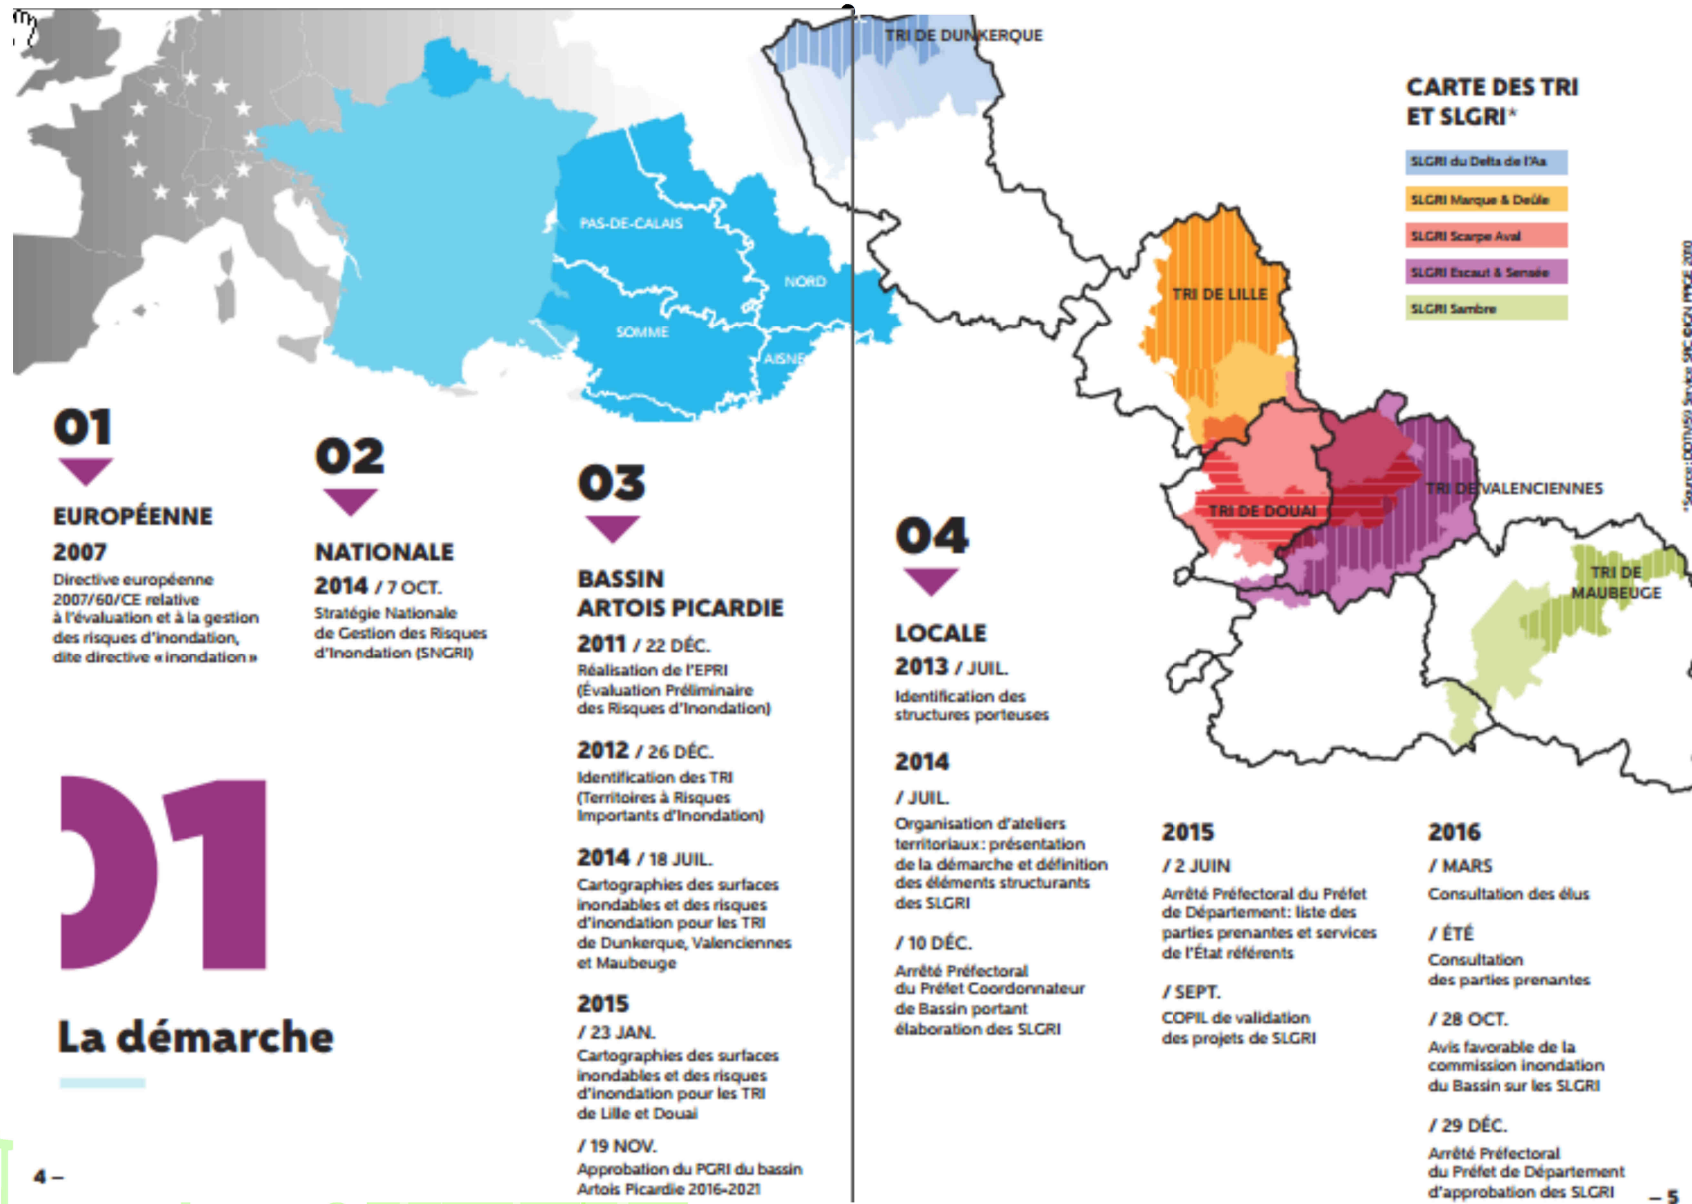 PAS-DE-CALAIS
NORD
SOMME
AISNE
01
EUROPÉENNE
2007
Directive européenne
2007/60/CE relative
à l'évaluation et à la gestion
des risques d'inondation,
dite directive « inondation »
02
NATIONALE
2014 / 7 OCT.
Stratégie Nationale
de Gestion des Risques
d'Inondation (SNGRI)
03
BASSIN
ARTOIS PICARDIE
2011 / 22 DÉC.
Réalisation de l'EPRI
(Évaluation Préliminaire
des Risques d'Inondation)
2012 / 26 DÉC.
Identification des TRI
(Territoires à Risques
Importants d'Inondation)
2014 / 18 JUIL.
Cartographies des surfaces
inondables et des risques
d'inondation pour les TRI
de Dunkerque, Valenciennes
et Maubeuge
2015
/ 23 JAN.
Cartographies des surfaces
inondables et des risques
d'inondation pour les TRI
de Lille et Douai
/ 19 NOV.
Approbation du PGRI du bassin
Artois Picardie 2016-2021
01
La démarche
4 –
TRI DE DUNKERQUE
TRI DE LILLE
TRI DE DOUAI
TRI DE VALENCIENNES
TRI DE
MAUBEUGE
CARTE DES TRI
ET SLGRI*
SLGRI du Delta de l'Aa
SLGRI Marque & Deûle
SLGRI Scarpe Aval
SLGRI Escaut & Sensée
SLGRI Sambre
*Source : DDTM59 Service SRC ©IGN PPIGE
04
LOCALE
2013 / JUIL.
Identification des
structures porteuses
2014
/ JUIL.
Organisation d'ateliers
territoriaux : présentation
de la démarche et définition
des éléments structurants
des SLGRI
/ 10 DÉC.
Arrêté Préfectoral
du Préfet Coordonnateur
de Bassin portant
élaboration des SLGRI
2015
/ 2 JUIN
Arrêté Préfectoral du Préfet
de Département : liste des
parties prenantes et services
de l'État référents
/ SEPT.
COPIL de validation
des projets de SLGRI
2016
/ MARS
Consultation des élus
/ ÉTÉ
Consultation
des parties prenantes
/ 28 OCT.
Avis favorable de la
commission inondation
du Bassin sur les SLGRI
/ 29 DÉC.
Arrêté Préfectoral
du Préfet de Département
d'approbation des SLGRI
– 5